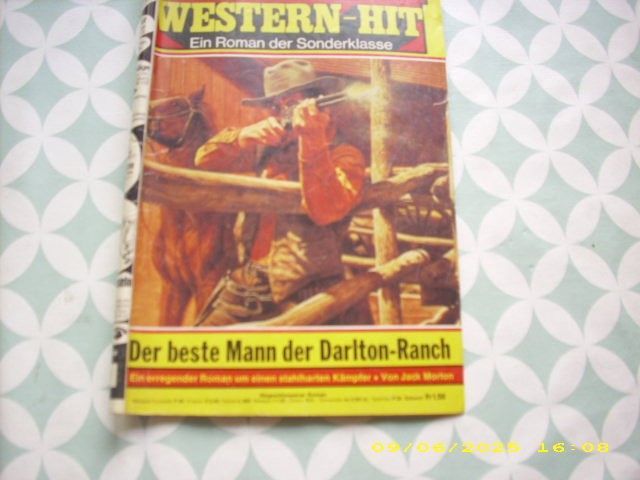 WESTERN-HIT
Ein Roman der Sonderklasse
Der beste Mann der Darlton-Ranch
Ein erregender Roman um einen stahlharten Kämpfer • Von Jack Morton
09/06/2025 16:08